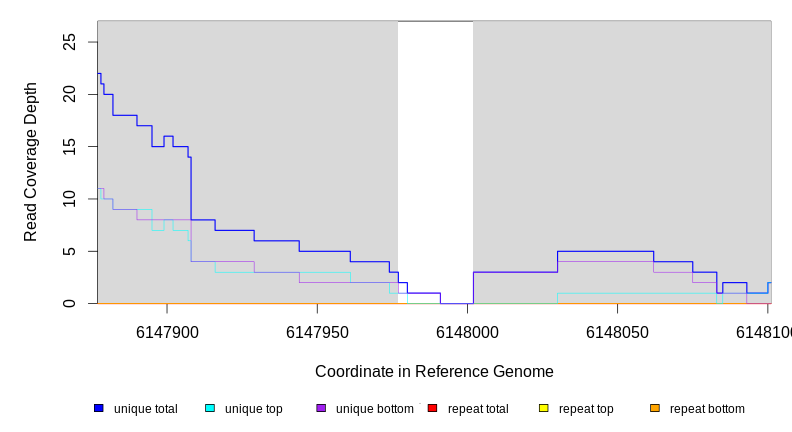 25
20
15
10
5
0
Read Coverage Depth
6147900 6147950 6148000 6148050 614810
Coordinate in Reference Genome
unique total unique top unique bottom repeat total repeat top repeat bottom